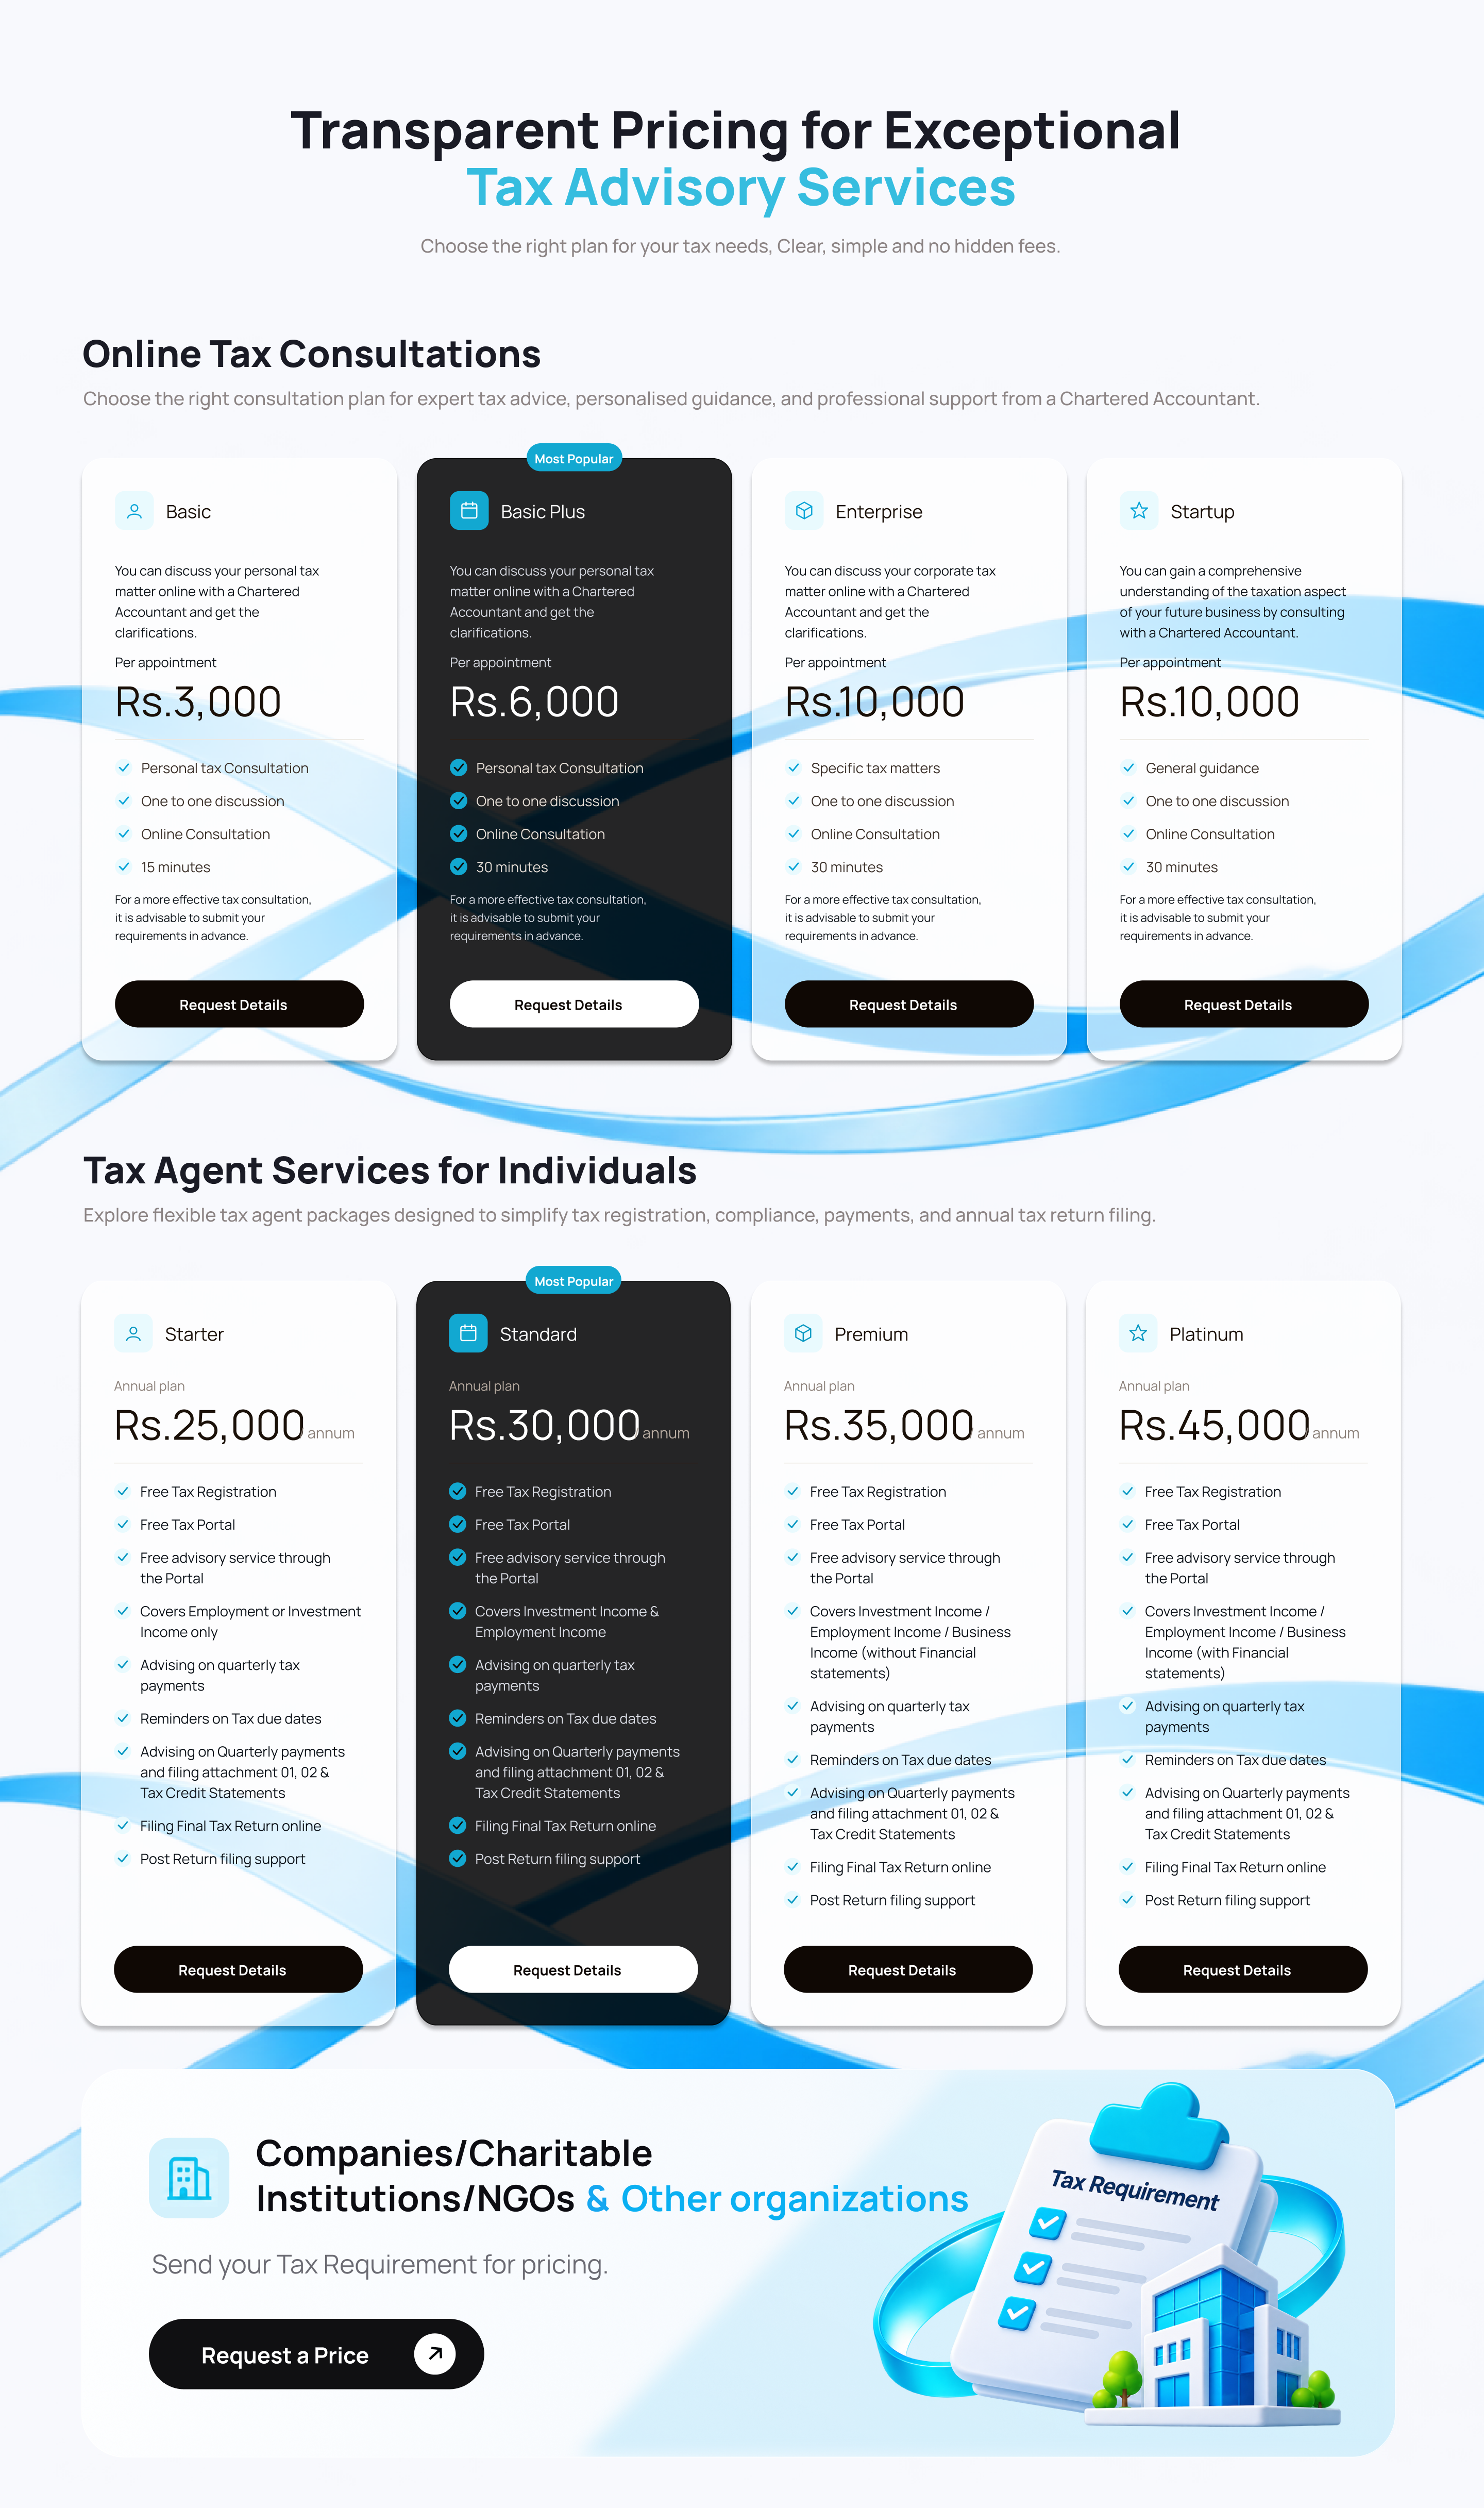 Transparent Pricing for Exceptional
Tax Advisory Services
Choose the right plan for your tax needs, Clear, simple and no hidden fees.
Online Tax Consultations
Choose the right consultation plan for expert tax advice, personalised guidance, and professional support from a Chartered Accountant.
Basic
You can discuss your personal tax
matter online with a Chartered
Accountant and get the
clarifications.
Per appointment
Rs.3,000
Personal tax Consultation
One to one discussion
Online Consultation
15 minutes
For a more effective tax consultation,
it is advisable to submit your
requirements in advance.
Request Details
Most Popular
Basic Plus
You can discuss your personal tax
matter online with a Chartered
Accountant and get the
clarifications.
Per appointment
Rs.6,000
Personal tax Consultation
One to one discussion
Online Consultation
30 minutes
For a more effective tax consultation,
it is advisable to submit your
requirements in advance.
Request Details
Enterprise
You can discuss your corporate tax
matter online with a Chartered
Accountant and get the
clarifications.
Per appointment
Rs.10,000
Specific tax matters
One to one discussion
Online Consultation
30 minutes
For a more effective tax consultation,
it is advisable to submit your
requirements in advance.
Request Details
Startup
You can gain a comprehensive
understanding of the taxation aspect
of your future business by consulting
with a Chartered Accountant.
Per appointment
Rs.10,000
General guidance
One to one discussion
Online Consultation
30 minutes
For a more effective tax consultation,
it is advisable to submit your
requirements in advance.
Request Details
Tax Agent Services for Individuals
Explore flexible tax agent packages designed to simplify tax registration, compliance, payments, and annual tax return filing.
Starter
Annual plan
Rs.25,000/ annum
Free Tax Registration
Free Tax Portal
Free advisory service through
the Portal
Covers Employment or Investment
Income only
Advising on quarterly tax
payments
Reminders on Tax due dates
Advising on Quarterly payments
and filing attachment 01, 02 &
Tax Credit Statements
Filing Final Tax Return online
Post Return filing support
Request Details
Most Popular
Standard
Annual plan
Rs.30,000/ annum
Free Tax Registration
Free Tax Portal
Free advisory service through
the Portal
Covers Investment Income &
Employment Income
Advising on quarterly tax
payments
Reminders on Tax due dates
Advising on Quarterly payments
and filing attachment 01, 02 &
Tax Credit Statements
Filing Final Tax Return online
Post Return filing support
Request Details
Premium
Annual plan
Rs.35,000/ annum
Free Tax Registration
Free Tax Portal
Free advisory service through
the Portal
Covers Investment Income /
Employment Income / Business
Income (without Financial
statements)
Advising on quarterly tax
payments
Reminders on Tax due dates
Advising on Quarterly payments
and filing attachment 01, 02 &
Tax Credit Statements
Filing Final Tax Return online
Post Return filing support
Request Details
Platinum
Annual plan
Rs.45,000/ annum
Free Tax Registration
Free Tax Portal
Free advisory service through
the Portal
Covers Investment Income /
Employment Income / Business
Income (with Financial
statements)
Advising on quarterly tax
payments
Reminders on Tax due dates
Advising on Quarterly payments
and filing attachment 01, 02 &
Tax Credit Statements
Filing Final Tax Return online
Post Return filing support
Request Details
Companies/Charitable
Institutions/NGOs & Other organizations
Send your Tax Requirement for pricing.
Request a Price
Tax Requirement